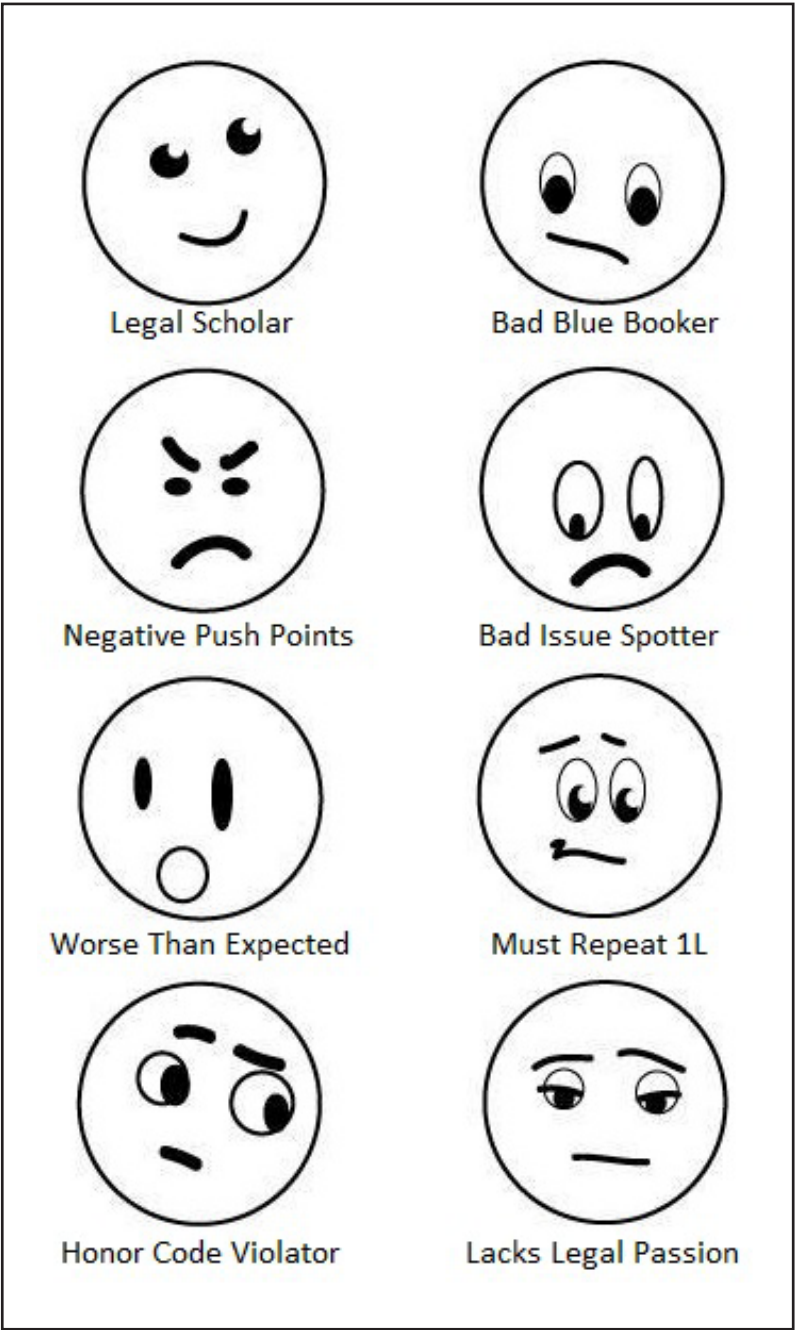 Legal Scholar
Bad Blue Booker
Negative Push Points
Bad Issue Spotter
Worse Than Expected
Must Repeat 1L
Honor Code Violator
Lacks Legal Passion